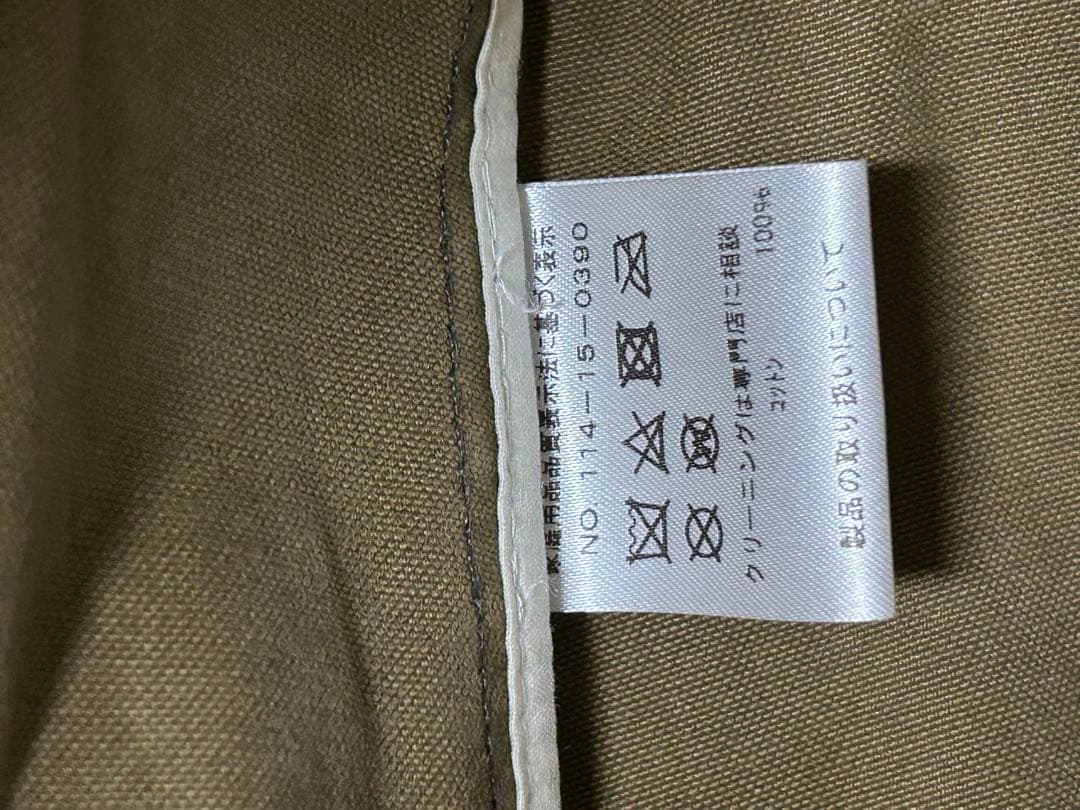 家庭用品品質表示法に基づく表示
NO 114-15-0390
クリーニングは専門店にご相談
コットン 100%
製品の取り扱いについて